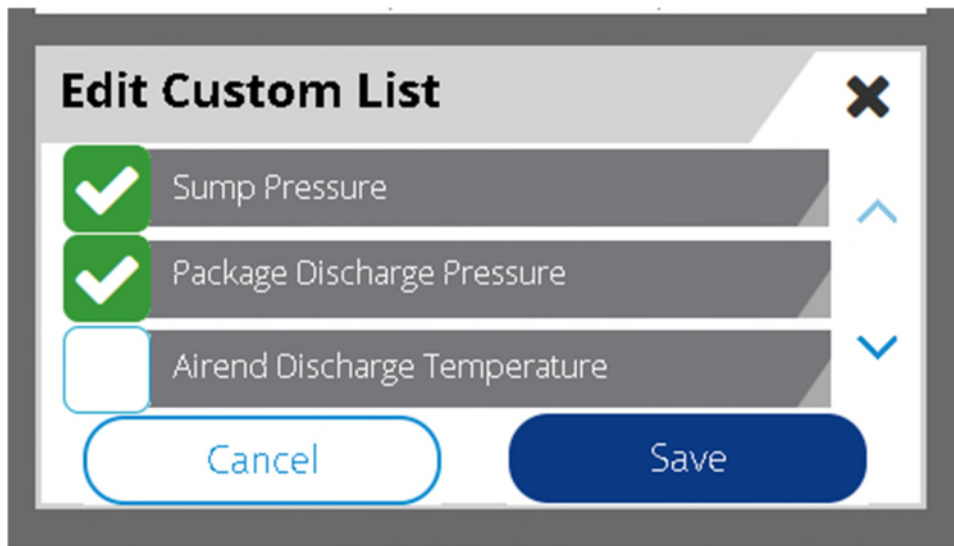 Edit Custom List
Sump Pressure
Package Discharge Pressure
Airend Discharge Temperature
Cancel
Save